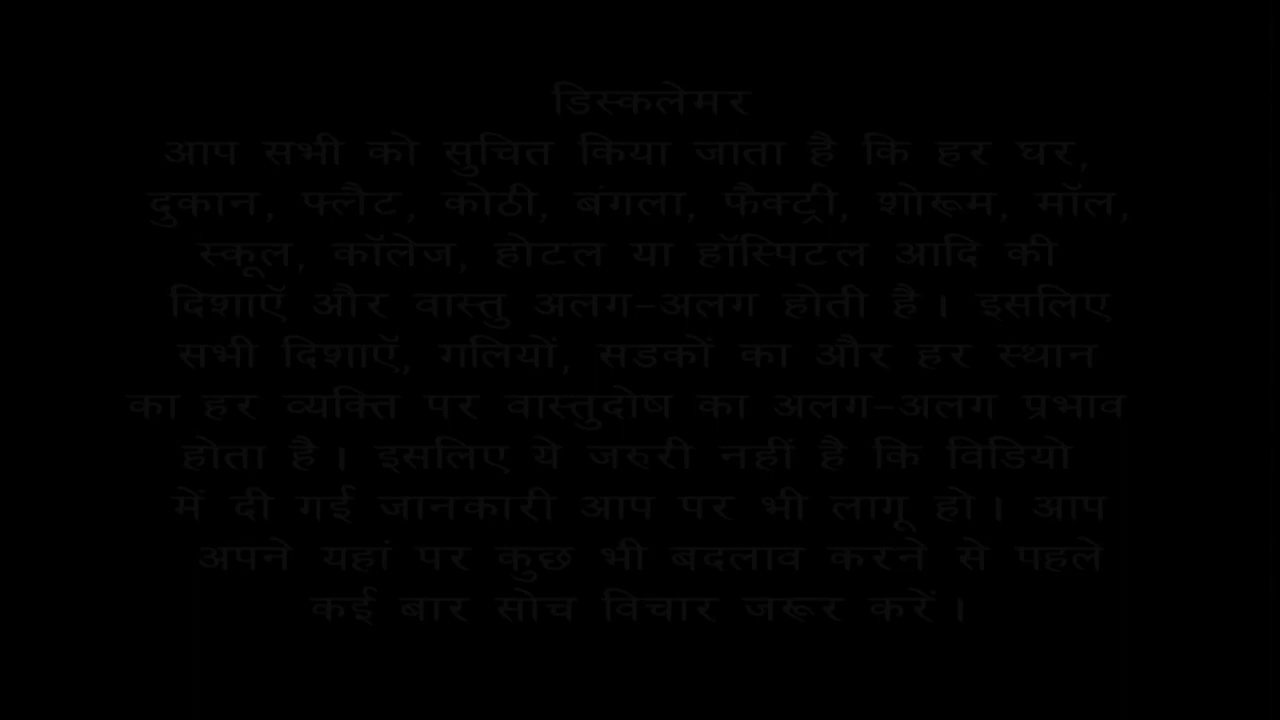 डिस्कलेमर
आप सभी को सुचित किया जाता है कि हर घर,
दुकान, फ्लैट, कोठी, बंगला, फैक्ट्री, शोरूम, मॉल,
स्कूल, कॉलेज, होटल या हॉस्पिटल आदि की
दिशाएॅ और वास्तु अलग-अलग होती है। इसलिए
सभी दिशाएॅ, गलियों, सडकों का और हर स्थान
का हर व्यक्ति पर वास्तुदोष का अलग-अलग प्रभाव
होता है। इसलिए ये जरुरी नहीं है कि विडियो
में दी गई जानकारी आप पर भी लागू हो। आप
अपने यहां पर कुछ भी बदलाव करने से पहले
कई बार सोच विचार जरूर करें।